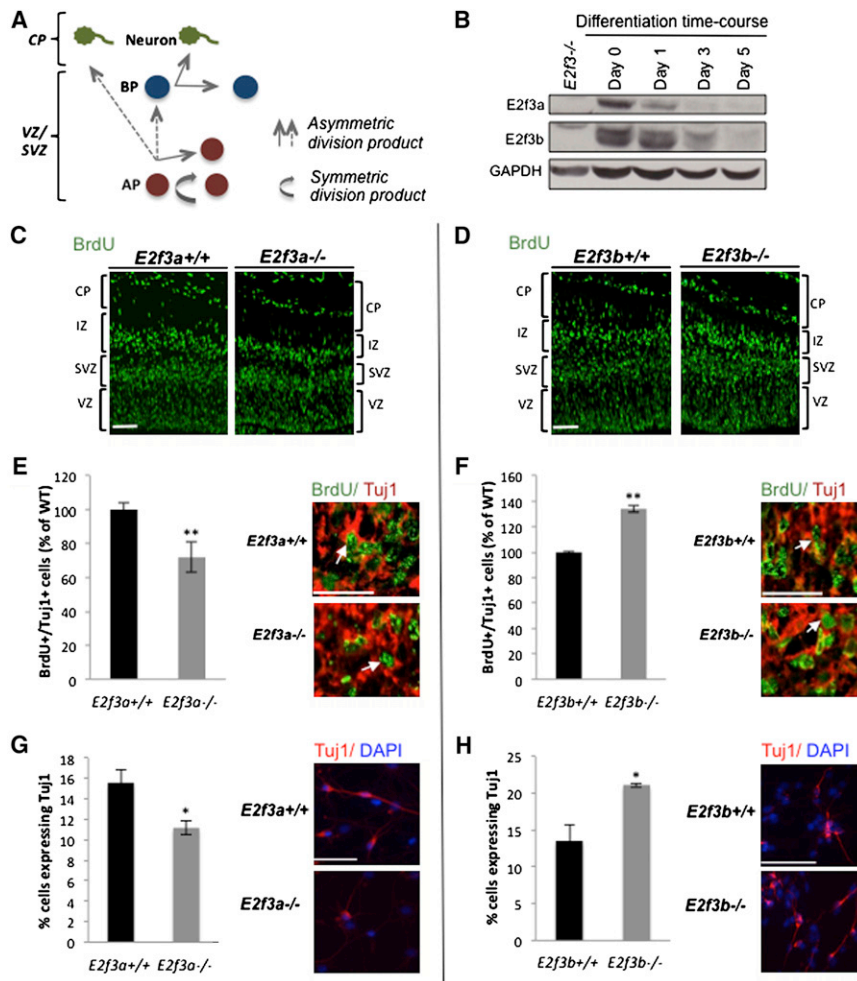 A
CP
Neuron
BP
VZ/
SVZ
AP
Asymmetric
division product
Symmetric
division product
B
Differentiation time-course
E2f3-/-
Day 0
Day 1
Day 3
Day 5
E2f3a
E2f3b
GAPDH
C
BrdU
E2f3a+/+
E2f3a-/-
CP
IZ
SVZ
VZ
CP
IZ
SVZ
VZ
D
BrdU
E2f3b+/+
E2f3b-/-
CP
IZ
SVZ
VZ
CP
IZ
SVZ
VZ
E
BrdU+/Tuj1+ cells (% of WT)
120
100
80
60
40
20
0
**
E2f3a+/+
E2f3a-/-
BrdU/ Tuj1
E2f3a+/+
E2f3a-/-
F
BrdU+/Tuj1+ cells (% of WT)
160
140
120
100
80
60
40
20
0
**
E2f3b+/+
E2f3b-/-
BrdU/ Tuj1
E2f3b+/+
E2f3b-/-
G
% cells expressing Tuj1
18
16
14
12
10
8
6
4
2
0
*
E2f3a+/+
E2f3a-/-
Tuj1/ DAPI
E2f3a+/+
E2f3a-/-
H
% cells expressing Tuj1
25
20
15
10
5
0
*
E2f3b+/+
E2f3b-/-
Tuj1/ DAPI
E2f3b+/+
E2f3b-/-